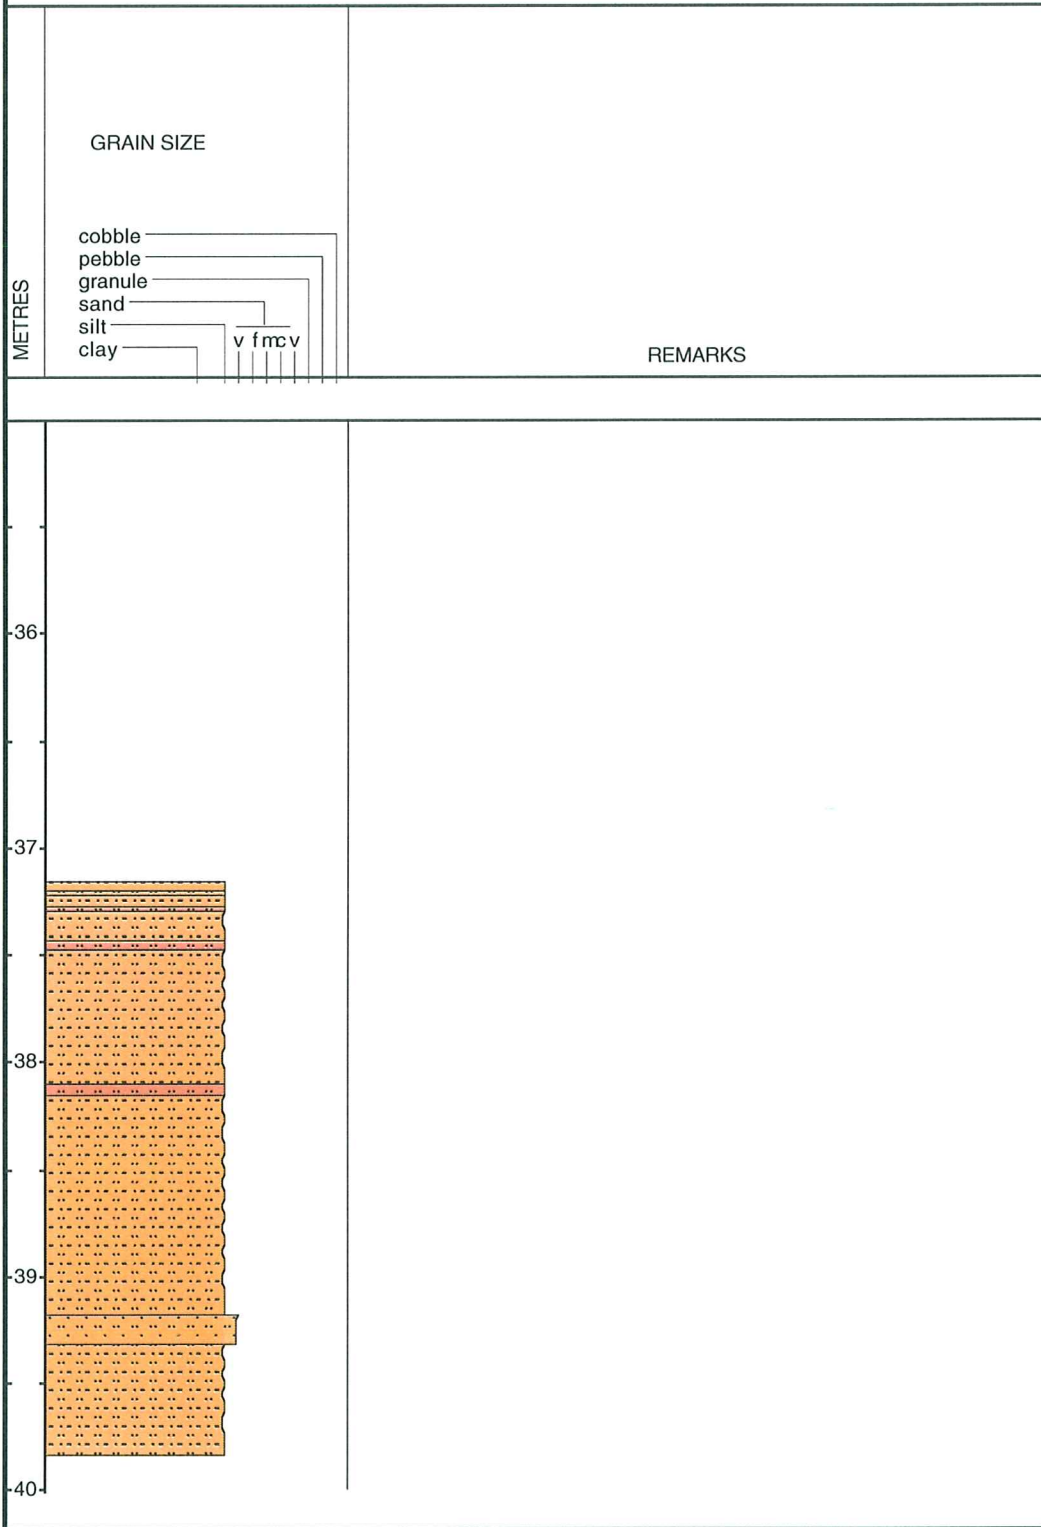 GRAIN SIZE
cobble
pebble
granule
sand
silt
clay
v f m c v
METRES
REMARKS
36
37
38
39
40